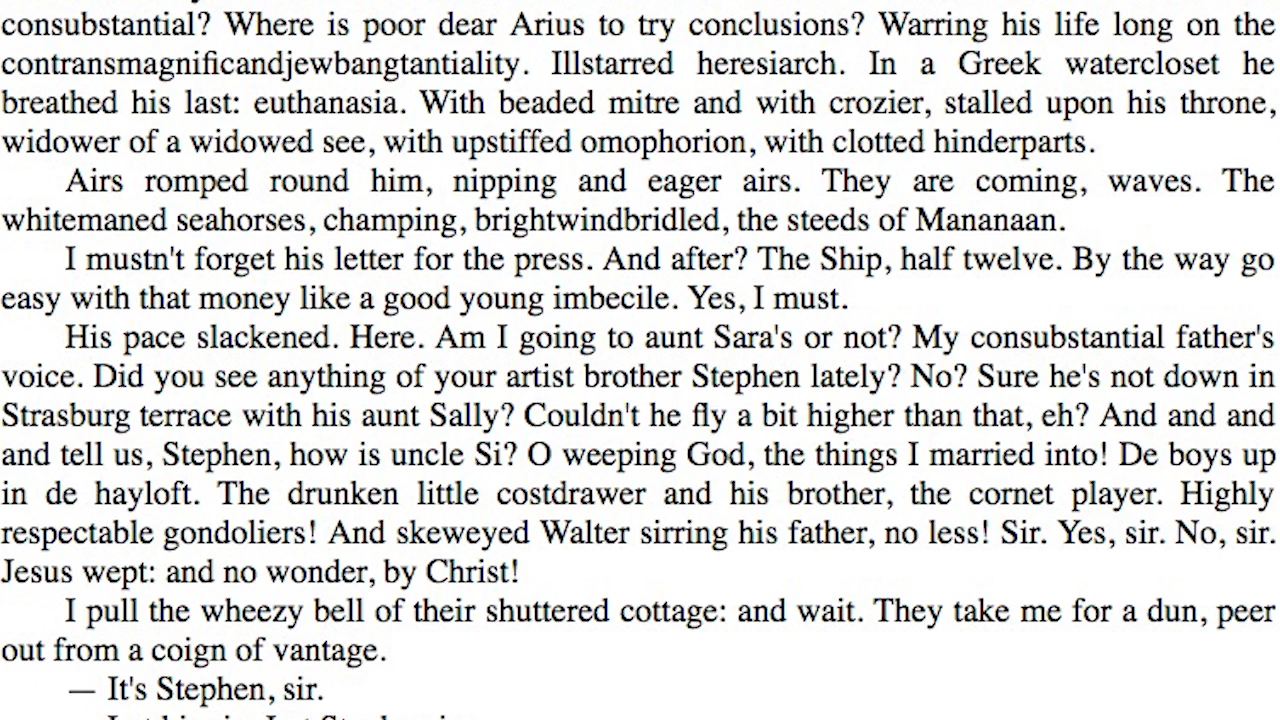 consubstantial? Where is poor dear Arius to try conclusions? Warring his life long on the
contransmagnificandjewbangtantiality. Illstarred heresiarch. In a Greek watercloset he
breathed his last: euthanasia. With beaded mitre and with crozier, stalled upon his throne,
widower of a widowed see, with upstiffed omophorion, with clotted hinderparts.
Airs romped round him, nipping and eager airs. They are coming, waves. The
whitemaned seahorses, champing, brightwindbridled, the steeds of Mananaan.
I mustn't forget his letter for the press. And after? The Ship, half twelve. By the way go
easy with that money like a good young imbecile. Yes, I must.
His pace slackened. Here. Am I going to aunt Sara's or not? My consubstantial father's
voice. Did you see anything of your artist brother Stephen lately? No? Sure he's not down in
Strasburg terrace with his aunt Sally? Couldn't he fly a bit higher than that, eh? And and and
and tell us, Stephen, how is uncle Si? O weeping God, the things I married into! De boys up
in de hayloft. The drunken little costdrawer and his brother, the cornet player. Highly
respectable gondoliers! And skeweyed Walter sirring his father, no less! Sir. Yes, sir. No, sir.
Jesus wept: and no wonder, by Christ!
I pull the wheezy bell of their shuttered cottage: and wait. They take me for a dun, peer
out from a coign of vantage.
— It's Stephen, sir.